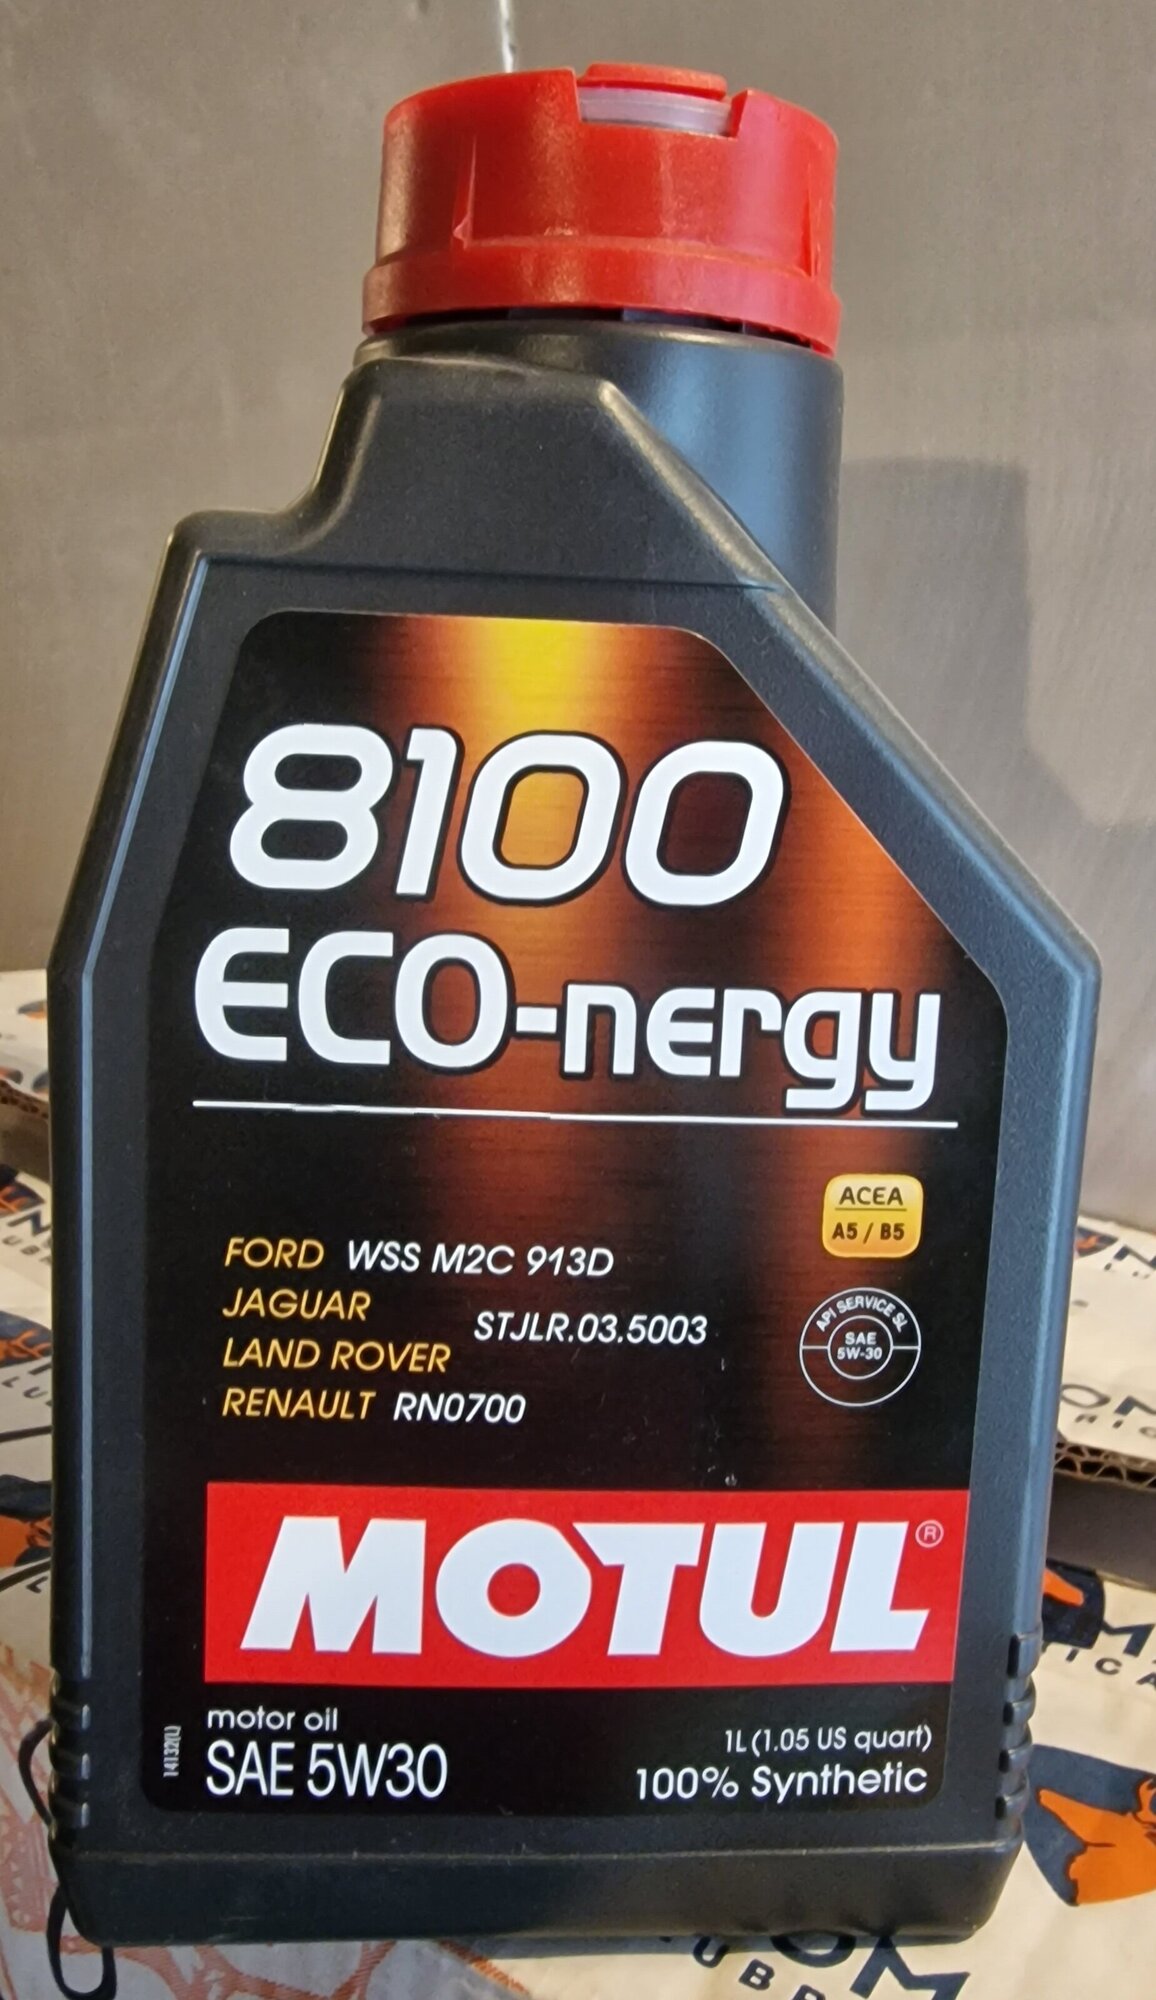 8100
ECO-nergy
ACEA
A5 / B5
FORD WSS M2C 913D
JAGUAR
STJLR.03.5003
LAND ROVER
RENAULT RN0700
API SERVICE SL
SAE
5W-30
MOTUL®
motor oil
SAE 5W30
1L (1.05 US quart)
100% Synthetic
14132(L)